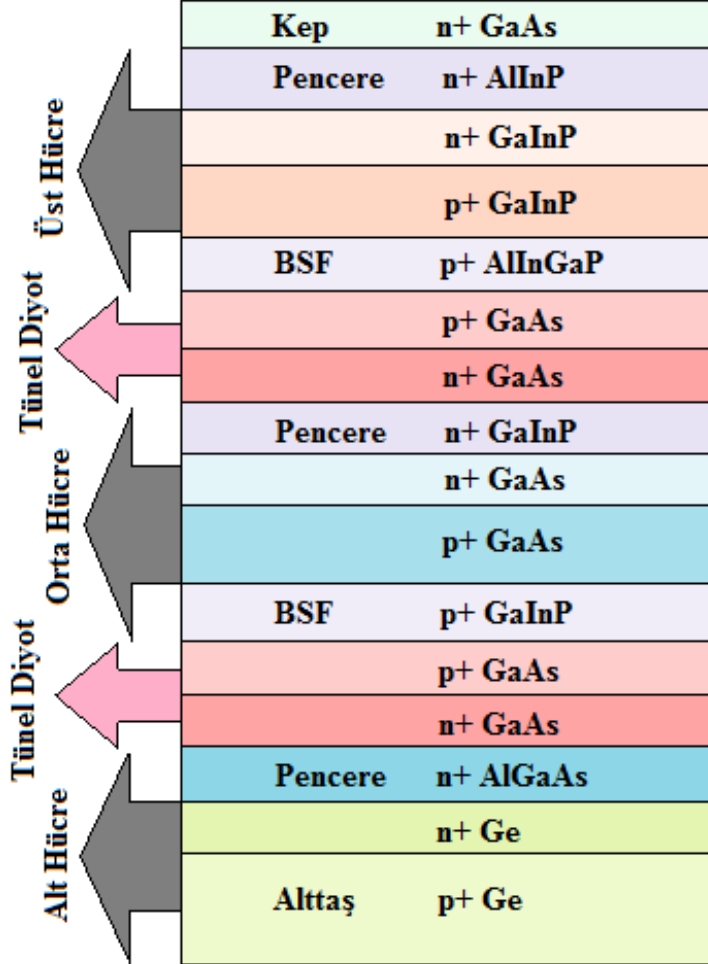 Kep n+ GaAs
Pencere n+ AlInP
n+ GaInP
p+ GaInP
BSF p+ AlInGaP
p+ GaAs
n+ GaAs
Pencere n+ GaInP
n+ GaAs
p+ GaAs
BSF p+ GaInP
p+ GaAs
n+ GaAs
Pencere n+ AlGaAs
n+ Ge
Alttaş p+ Ge
Üst Hücre
Tünel Diyot
Orta Hücre
Tünel Diyot
Alt Hücre